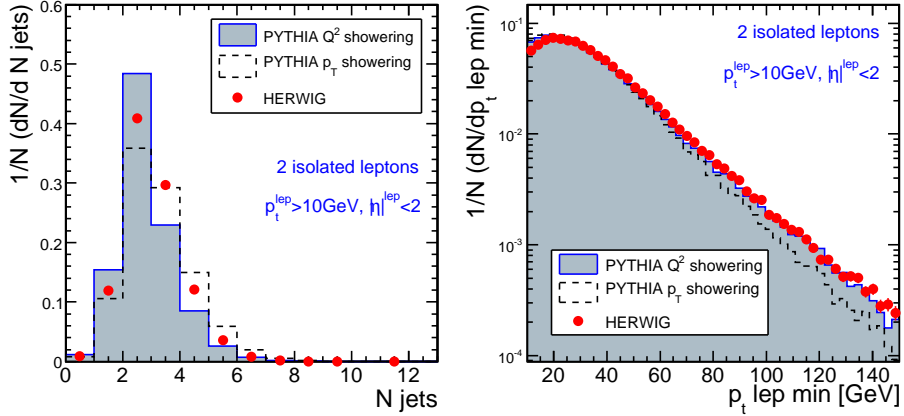 1/N (dN/d N jets)
0.6
0.5
0.4
0.3
0.2
0.1
0
PYTHIA Q² showering
PYTHIA p_T showering
HERWIG
2 isolated leptons
p_t^lep>10GeV, |η|^lep<2
0 2 4 6 8 10 12
N jets
1/N (dN/dp_t lep min)
10⁻¹
10⁻²
10⁻³
10⁻⁴
2 isolated leptons
p_t^lep>10GeV, |η|^lep<2
PYTHIA Q² showering
PYTHIA p_T showering
HERWIG
20 40 60 80 100 120 140
p_t lep min [GeV]